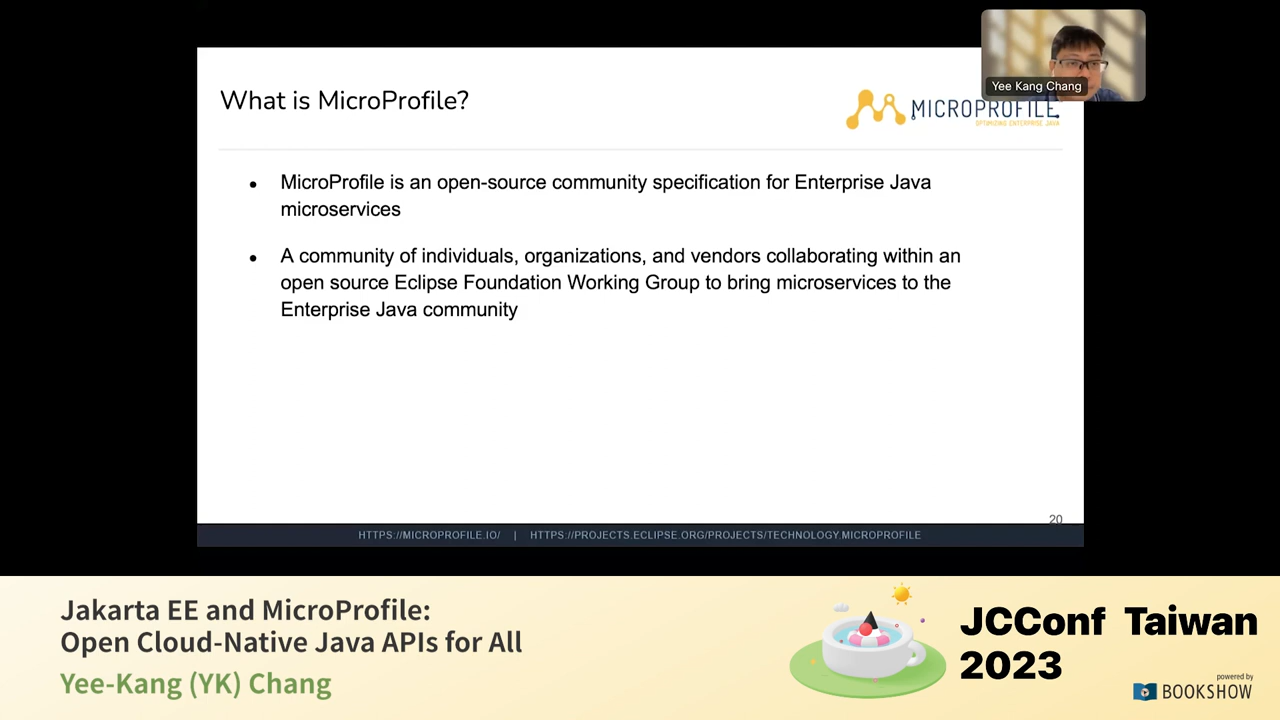 What is MicroProfile?
MICROPROFILE
OPTIMIZING ENTERPRISE JAVA
Yee Kang Chang
● MicroProfile is an open-source community specification for Enterprise Java
microservices
● A community of individuals, organizations, and vendors collaborating within an
open source Eclipse Foundation Working Group to bring microservices to the
Enterprise Java community
20
HTTPS://MICROPROFILE.IO/ | HTTPS://PROJECTS.ECLIPSE.ORG/PROJECTS/TECHNOLOGY.MICROPROFILE
Jakarta EE and MicroProfile:
Open Cloud-Native Java APIs for All
Yee-Kang (YK) Chang
JCConf Taiwan
2023
powered by
BOOKSHOW